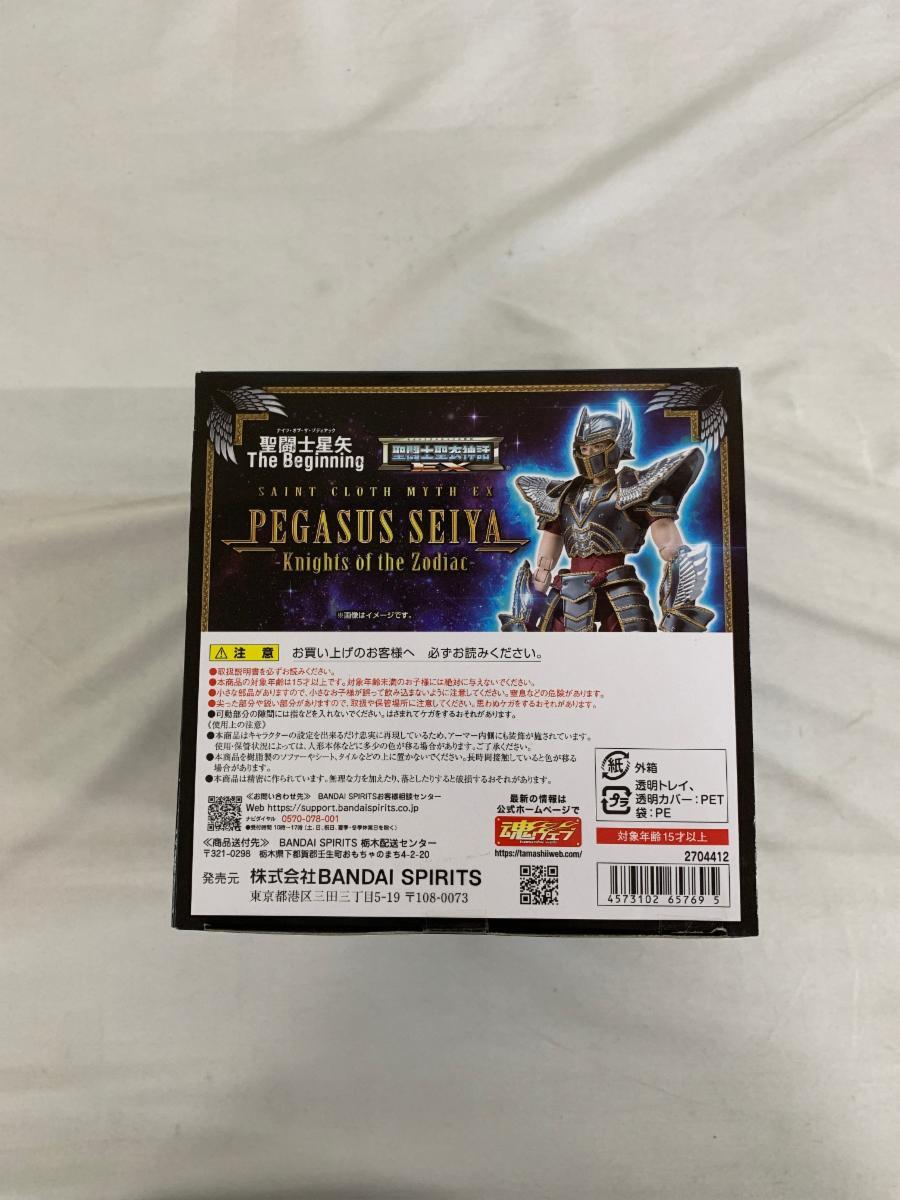 ナイツ・オブ・ザ・ゾディアック
聖闘士星矢
The Beginning
聖闘士聖衣神話
EX
SAINT CLOTH MYTH EX
PEGASUS SEIYA
-Knights of the Zodiac-
※画像はイメージです。
注意 お買い上げのお客様へ 必ずお読みください。
●取扱説明書を必ずお読みください。
●本商品の対象年齢は15才以上です。対象年齢未満のお子様には絶対に与えないでください。
●小さな部品がありますので、小さなお子様が誤って飲み込まないように注意してください。窒息などの危険があります。
●尖った部分や鋭い部分がありますので、取扱や保管場所に注意してください。思わぬケガをするおそれがあります。
●可動部分の隙間には指などを入れないでください。はさまれてケガをするおそれがあります。
《使用上の注意》
●本商品はキャラクターの設定を出来るだけ忠実に再現しているため、アーマー内側にも装飾が施されています。
使用・保管状況によっては、人形本体などに多少の色が移る場合があります。ご了承ください。
●本商品を樹脂製のソファーやシート、タイルなどの上に置かないでください。長時間接触していると色が移る
場合があります。
●本商品は精密に作られています。無理な力を加えたり、落としたりすると破損するおそれがあります。
≪お問い合わせ先≫ BANDAI SPIRITSお客様相談センター
Web https://support.bandaispirits.co.jp
ナビダイヤル 0570-078-001
●受付時間 10時〜17時(土、日、祝日、夏季・冬季休業日を除く)
≪商品送付先≫ BANDAI SPIRITS 栃木配送センター
〒321-0298 栃木県下都賀郡壬生町おもちゃのまち4-2-20
発売元 株式会社BANDAI SPIRITS
東京都港区三田三丁目5-19 〒108-0073
最新の情報は
公式ホームページで
魂ウェブ
https://tamashiiweb.com/
紙 外箱
プラ 透明トレイ、
透明カバー:PET
袋:PE
対象年齢15才以上
2704412
4573102 65769 5